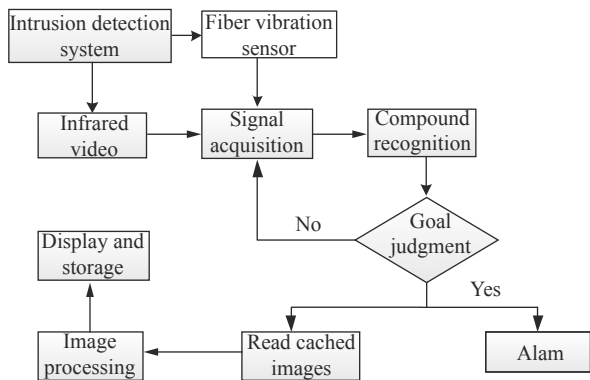 Intrusion detection
system
Fiber vibration
sensor
Infrared
video
Signal
acquisition
Compound
recognition
Goal
judgment
No
Yes
Display and
storage
Image
processing
Read cached
images
Alam